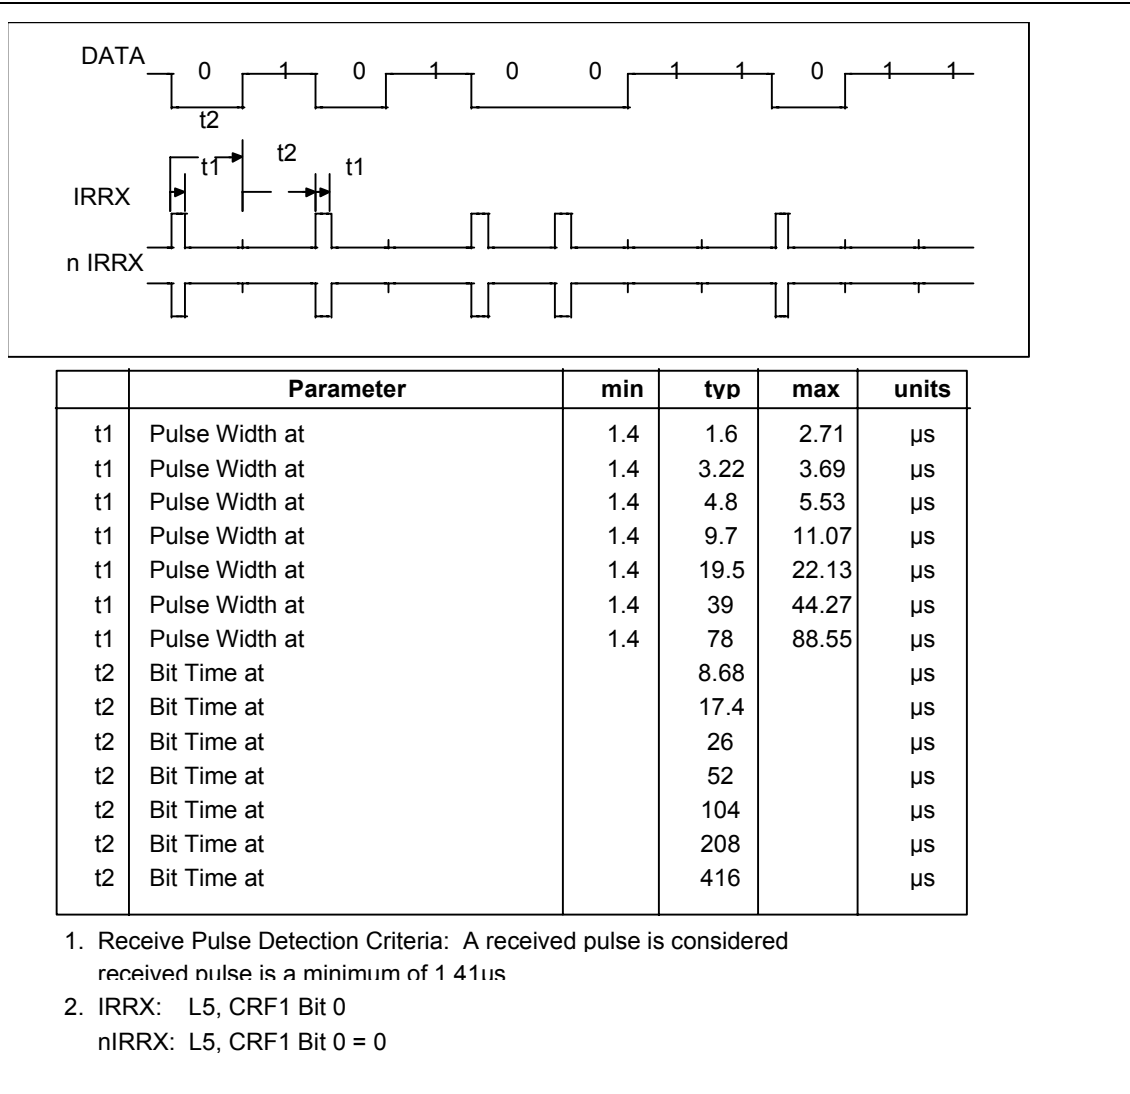 DATA 0 1 0 1 0 0 1 1 0 1 1
t2
t1 t2 t1
IRRX
n IRRX
Parameter min typ max units
t1 Pulse Width at 1.4 1.6 2.71 µs
t1 Pulse Width at 1.4 3.22 3.69 µs
t1 Pulse Width at 1.4 4.8 5.53 µs
t1 Pulse Width at 1.4 9.7 11.07 µs
t1 Pulse Width at 1.4 19.5 22.13 µs
t1 Pulse Width at 1.4 39 44.27 µs
t1 Pulse Width at 1.4 78 88.55 µs
t2 Bit Time at 8.68 µs
t2 Bit Time at 17.4 µs
t2 Bit Time at 26 µs
t2 Bit Time at 52 µs
t2 Bit Time at 104 µs
t2 Bit Time at 208 µs
t2 Bit Time at 416 µs
1. Receive Pulse Detection Criteria: A received pulse is considered
received pulse is a minimum of 1.41µs
2. IRRX: L5, CRF1 Bit 0
nIRRX: L5, CRF1 Bit 0 = 0